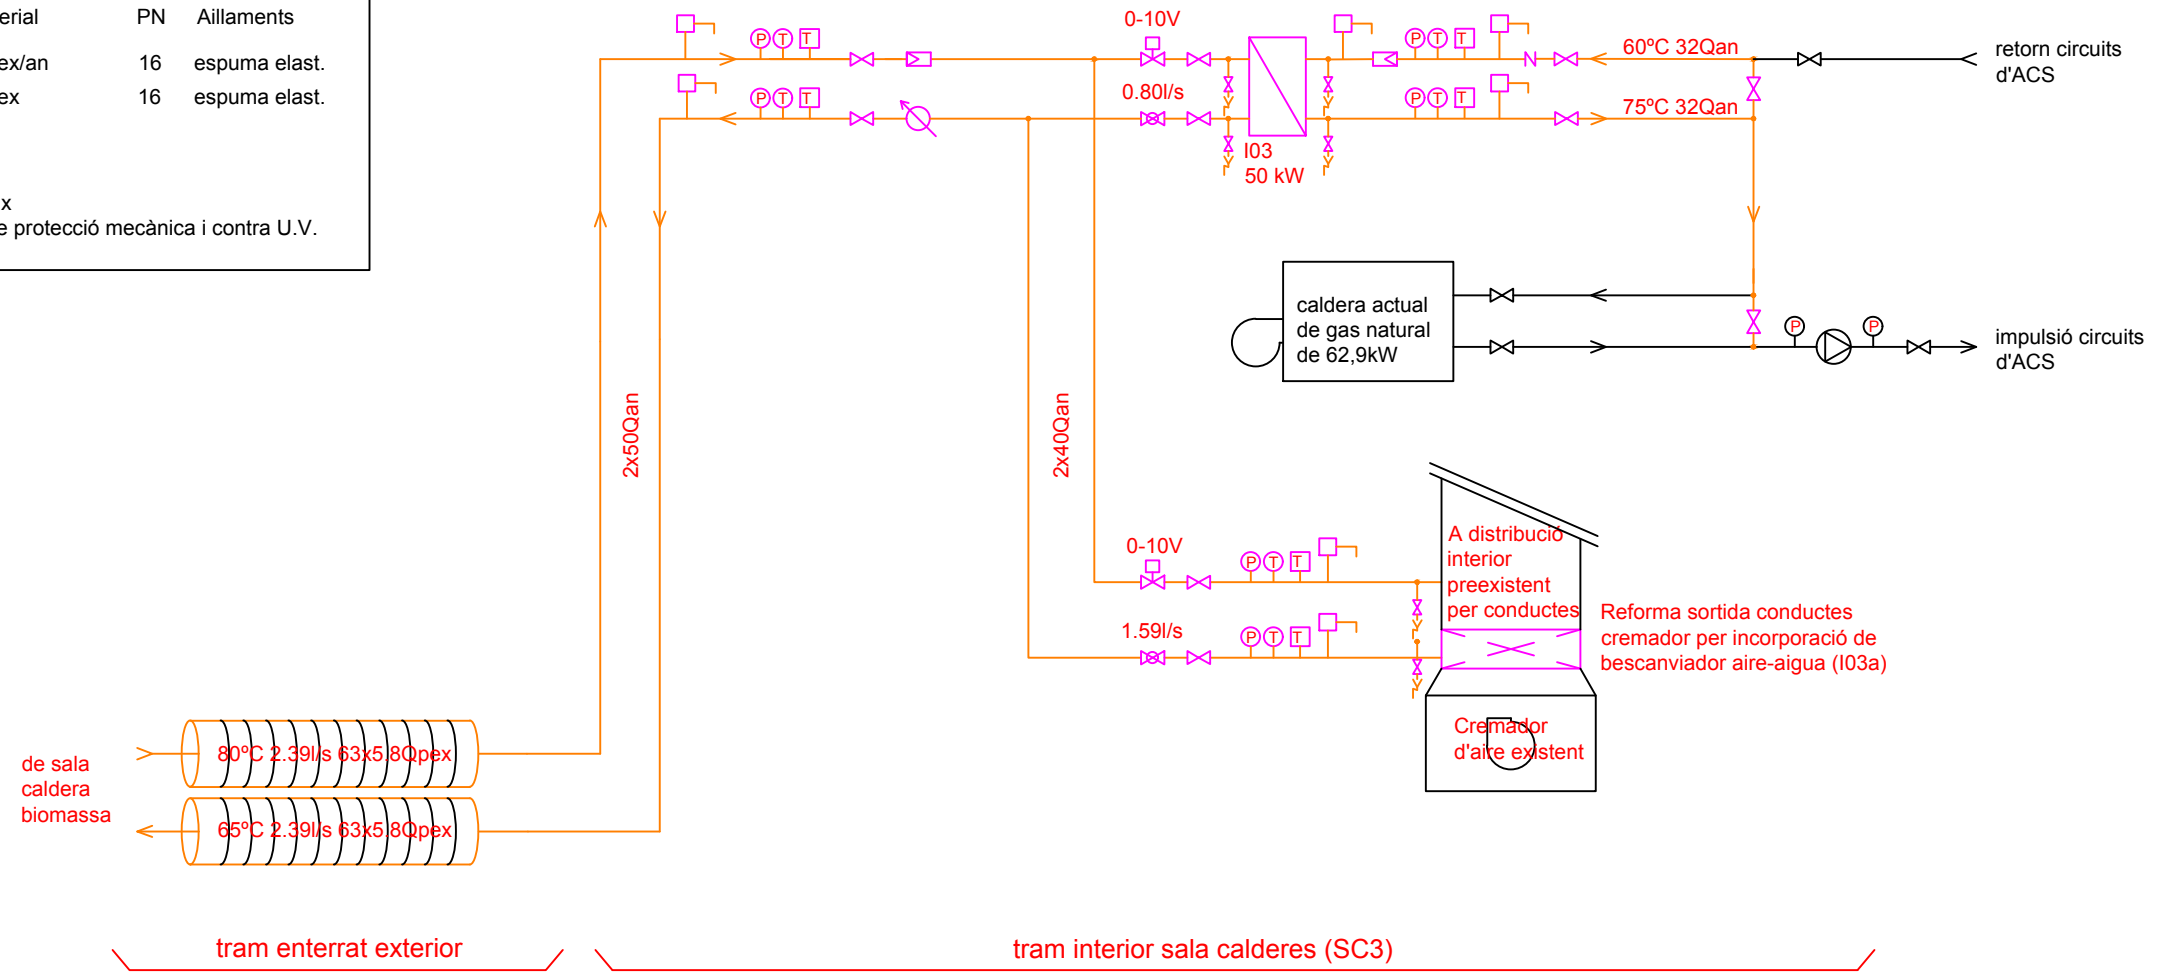 erial PN Aillaments
ex/an 16 espuma elast.
ex 16 espuma elast.
x
e protecció mecànica i contra U.V.
0-10V
P T T
P T T
60ºC 32Qan
retorn circuits
d'ACS
0.80l/s
P T T
P T T
75ºC 32Qan
N
I03
50 kW
caldera actual
de gas natural
de 62,9kW
P P
impulsió circuits
d'ACS
2x50Qan
2x40Qan
0-10V
P T T
1.59l/s
P T T
A distribució
interior
preexistent
per conductes
Reforma sortida conductes
cremador per incorporació de
bescanviador aire-aigua (I03a)
Cremador
d'aire existent
de sala
caldera
biomassa
80ºC 2.39l/s 63x5.8Qpex
65ºC 2.39l/s 63x5.8Qpex
tram enterrat exterior
tram interior sala calderes (SC3)